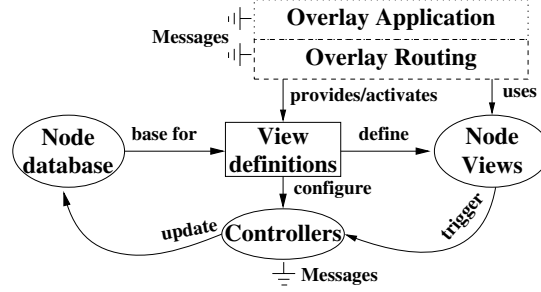 Overlay Application
Messages
Overlay Routing
provides/activates
uses
Node
database
base for
View
definitions
define
Node
Views
configure
update
Controllers
trigger
Messages